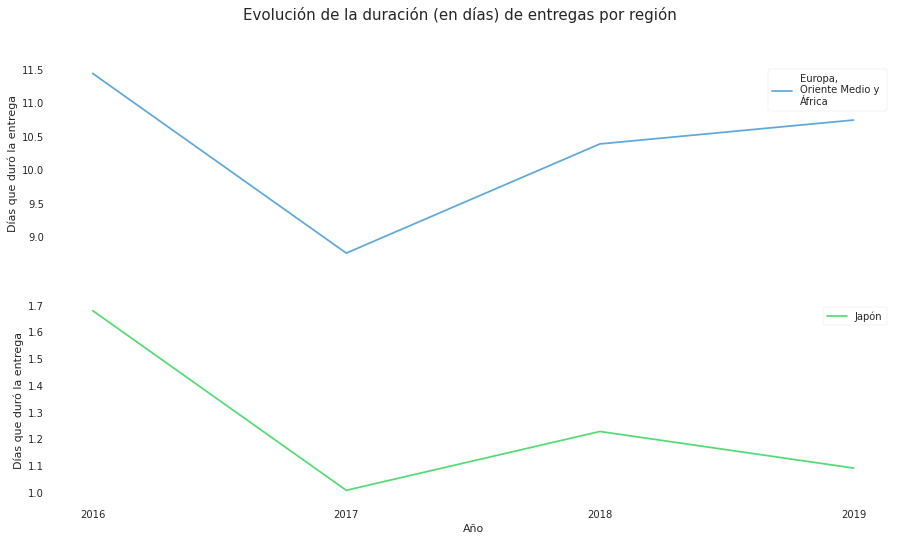 Evolución de la duración (en días) de entregas por región
Días que duró la entrega
11.5
11.0
10.5
10.0
9.5
9.0
Europa,
Oriente Medio y
África
Días que duró la entrega
1.7
1.6
1.5
1.4
1.3
1.2
1.1
1.0
Japón
2016 2017 2018 2019
Año